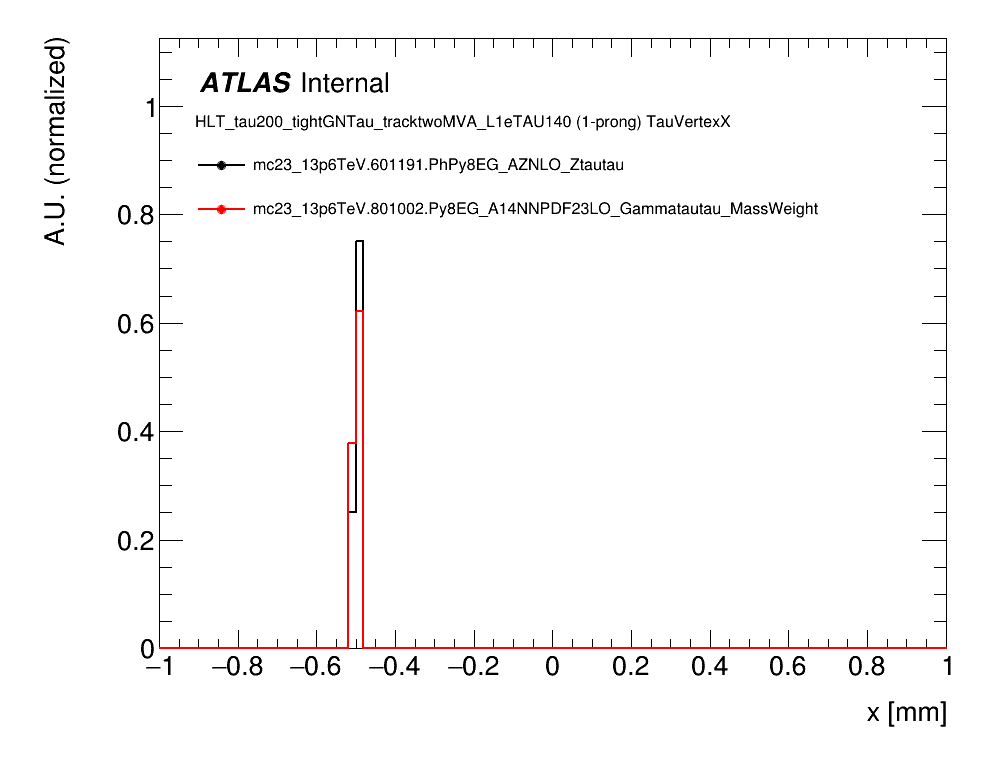 A.U. (normalized)
ATLAS Internal
HLT_tau200_tightGNTau_tracktwoMVA_L1eTAU140 (1-prong) TauVertexX
mc23_13p6TeV.601191.PhPy8EG_AZNLO_Ztautau
mc23_13p6TeV.801002.Py8EG_A14NNPDF23LO_Gammatautau_MassWeight
1
0.8
0.6
0.4
0.2
0
−1 −0.8 −0.6 −0.4 −0.2 0 0.2 0.4 0.6 0.8 1
x [mm]